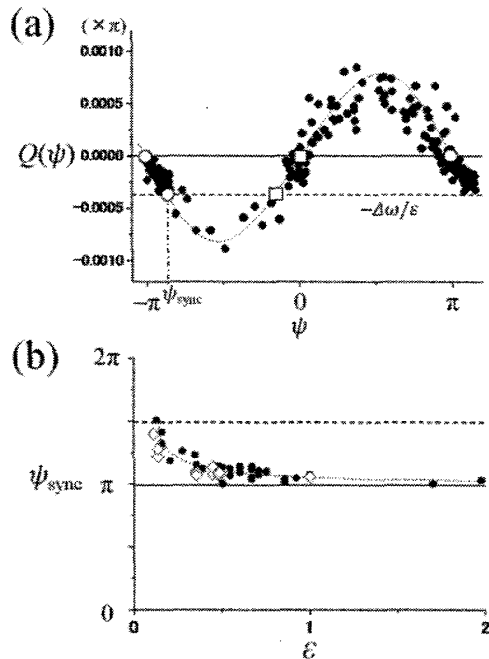 (a)
(×π)
0.0010
0.0005
Q(ψ) 0.0000
-0.0005
-0.0010
-Δω/ε
-π ψsync 0 π
ψ
(b)
2π
ψsync π
0
0 1 2
ε